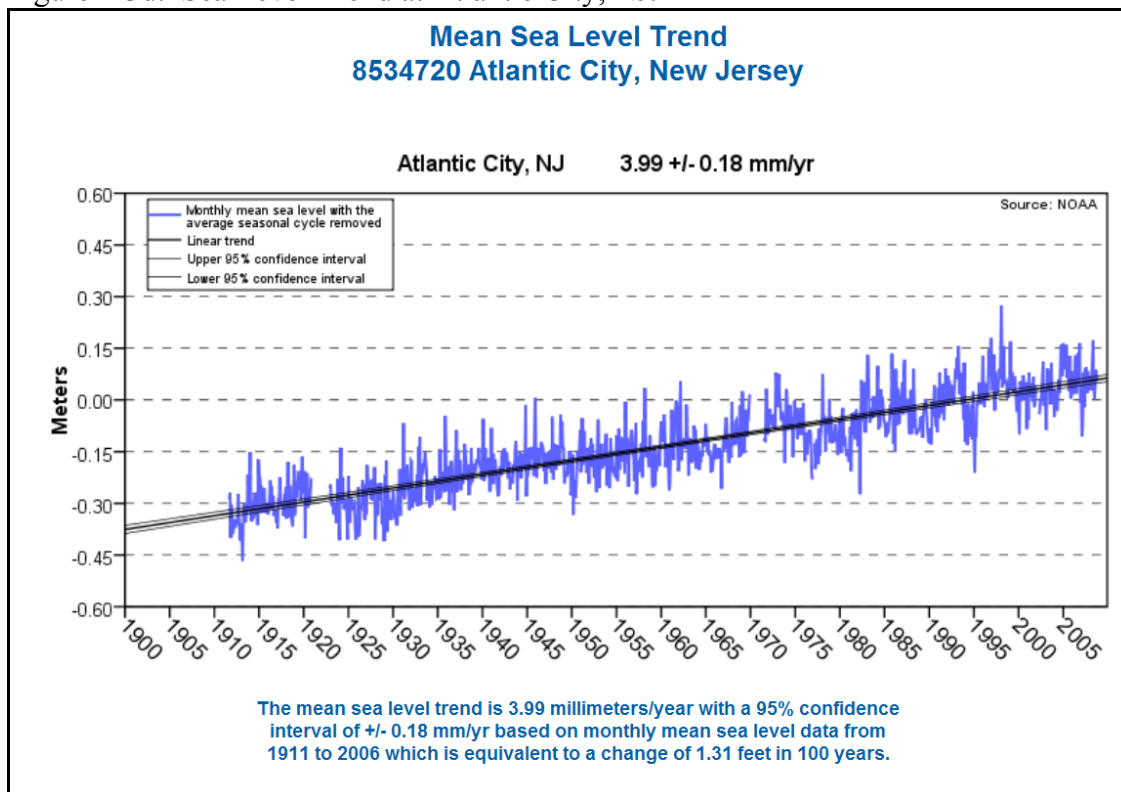 Mean Sea Level Trend
8534720 Atlantic City, New Jersey
Atlantic City, NJ 3.99 +/- 0.18 mm/yr
Source: NOAA
Monthly mean sea level with the
average seasonal cycle removed
Linear trend
Upper 95% confidence interval
Lower 95% confidence interval
Meters
0.60
0.45
0.30
0.15
0.00
-0.15
-0.30
-0.45
-0.60
1900
1905
1910
1915
1920
1925
1930
1935
1940
1945
1950
1955
1960
1965
1970
1975
1980
1985
1990
1995
2000
2005
The mean sea level trend is 3.99 millimeters/year with a 95% confidence
interval of +/- 0.18 mm/yr based on monthly mean sea level data from
1911 to 2006 which is equivalent to a change of 1.31 feet in 100 years.